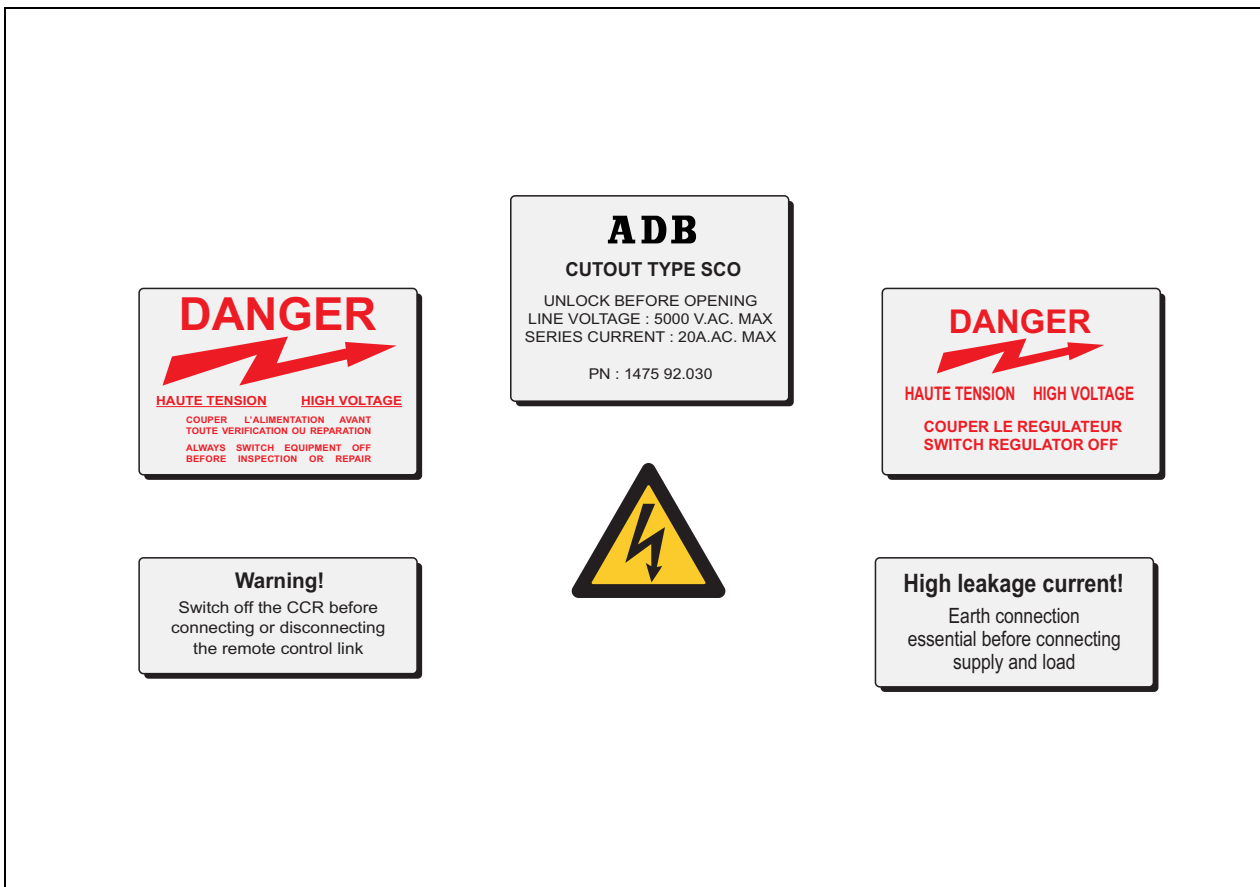 ADB
CUTOUT TYPE SCO
UNLOCK BEFORE OPENING
LINE VOLTAGE : 5000 V.AC. MAX
SERIES CURRENT : 20A.AC. MAX
PN : 1475 92.030
DANGER
HAUTE TENSION HIGH VOLTAGE
COUPER L'ALIMENTATION AVANT
TOUTE VERIFICATION OU REPARATION
ALWAYS SWITCH EQUIPMENT OFF
BEFORE INSPECTION OR REPAIR
DANGER
HAUTE TENSION HIGH VOLTAGE
COUPER LE REGULATEUR
SWITCH REGULATOR OFF
Warning!
Switch off the CCR before
connecting or disconnecting
the remote control link
High leakage current!
Earth connection
essential before connecting
supply and load